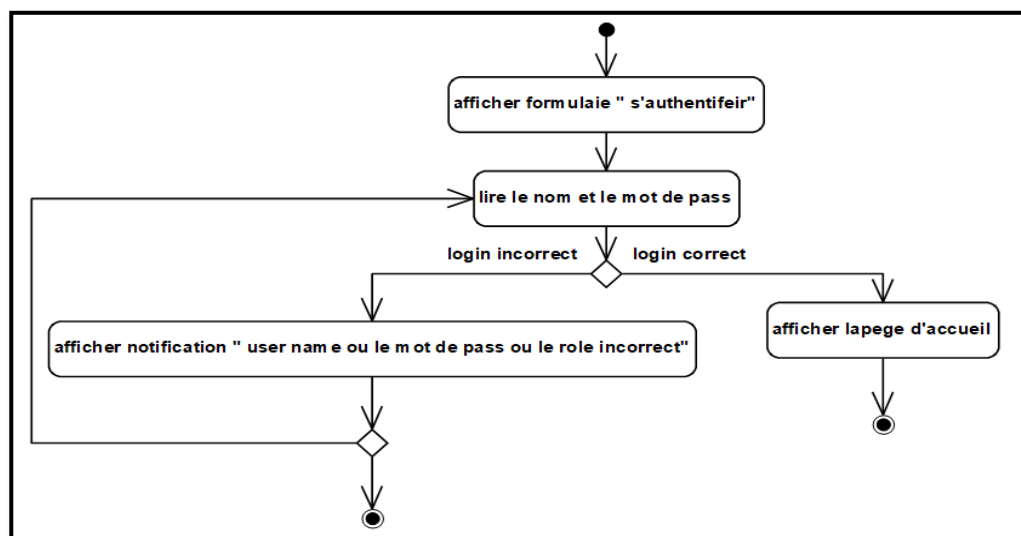 afficher formulaie " s'authentifeir"
lire le nom et le mot de pass
login incorrect
login correct
afficher notification " user name ou le mot de pass ou le role incorrect"
afficher lapege d'accueil